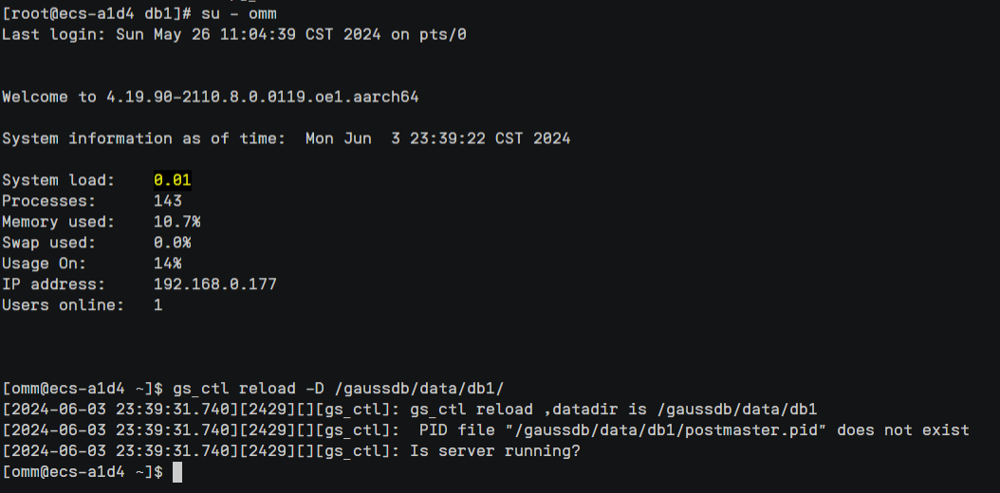 [root@ecs-a1d4 db1]# su - omm
Last login: Sun May 26 11:04:39 CST 2024 on pts/0
Welcome to 4.19.90-2110.8.0.0119.oe1.aarch64
System information as of time:  Mon Jun  3 23:39:22 CST 2024
System load:    0.01
Processes:      143
Memory used:    10.7%
Swap used:      0.0%
Usage On:       14%
IP address:     192.168.0.177
Users online:   1
[omm@ecs-a1d4 ~]$ gs_ctl reload -D /gaussdb/data/db1/
[2024-06-03 23:39:31.740][2429][][gs_ctl]: gs_ctl reload ,datadir is /gaussdb/data/db1
[2024-06-03 23:39:31.740][2429][][gs_ctl]:  PID file "/gaussdb/data/db1/postmaster.pid" does not exist
[2024-06-03 23:39:31.740][2429][][gs_ctl]: Is server running?
[omm@ecs-a1d4 ~]$